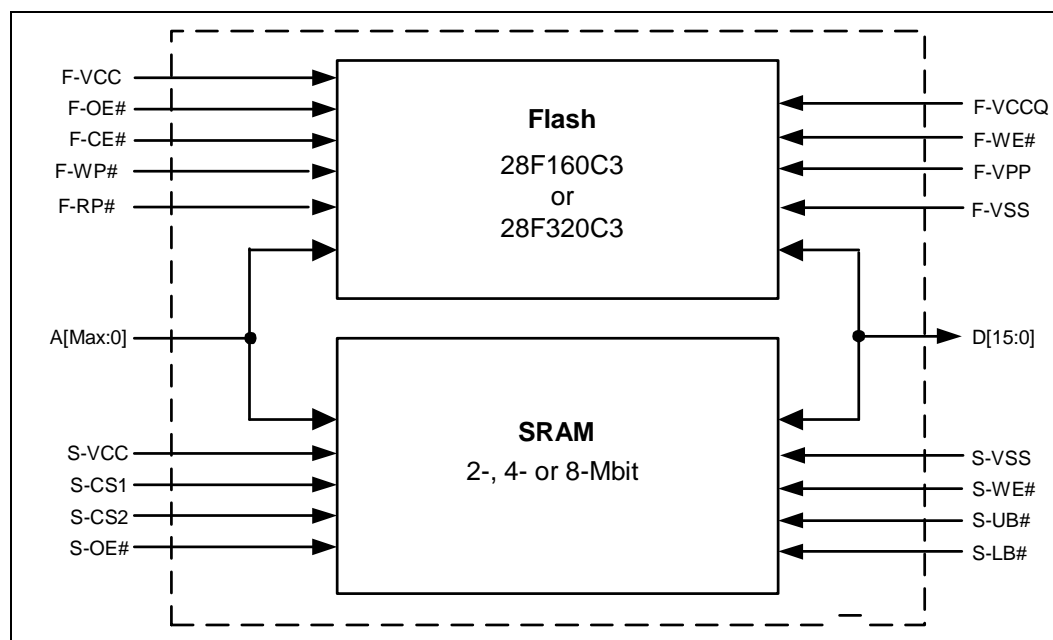 F-VCC
F-OE#
F-CE#
F-WP#
F-RP#
A[Max:0]
S-VCC
S-CS1
S-CS2
S-OE#
Flash
28F160C3
or
28F320C3
SRAM
2-, 4- or 8-Mbit
F-VCCQ
F-WE#
F-VPP
F-VSS
D[15:0]
S-VSS
S-WE#
S-UB#
S-LB#